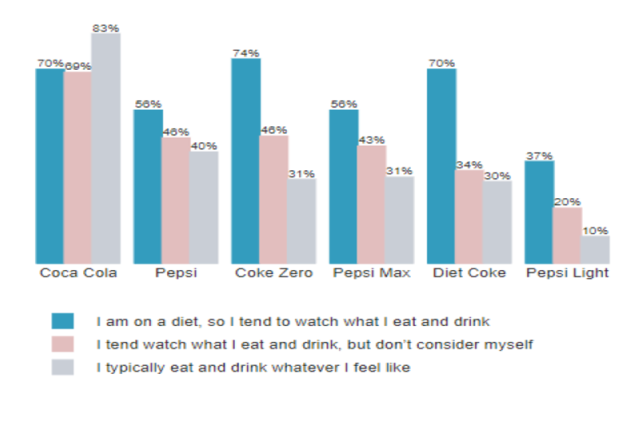 83%
70% 69%
56% 46% 40%
74% 46% 31%
56% 43% 31%
70% 34% 30%
37% 20% 10%
Coca Cola Pepsi Coke Zero Pepsi Max Diet Coke Pepsi Light
I am on a diet, so I tend to watch what I eat and drink
I tend watch what I eat and drink, but don't consider myself
I typically eat and drink whatever I feel like